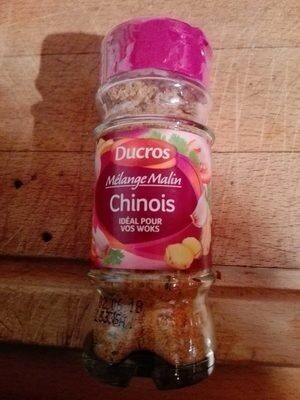 Ducros
Mélange Malin
Chinois
IDÉAL POUR
VOS WOKS